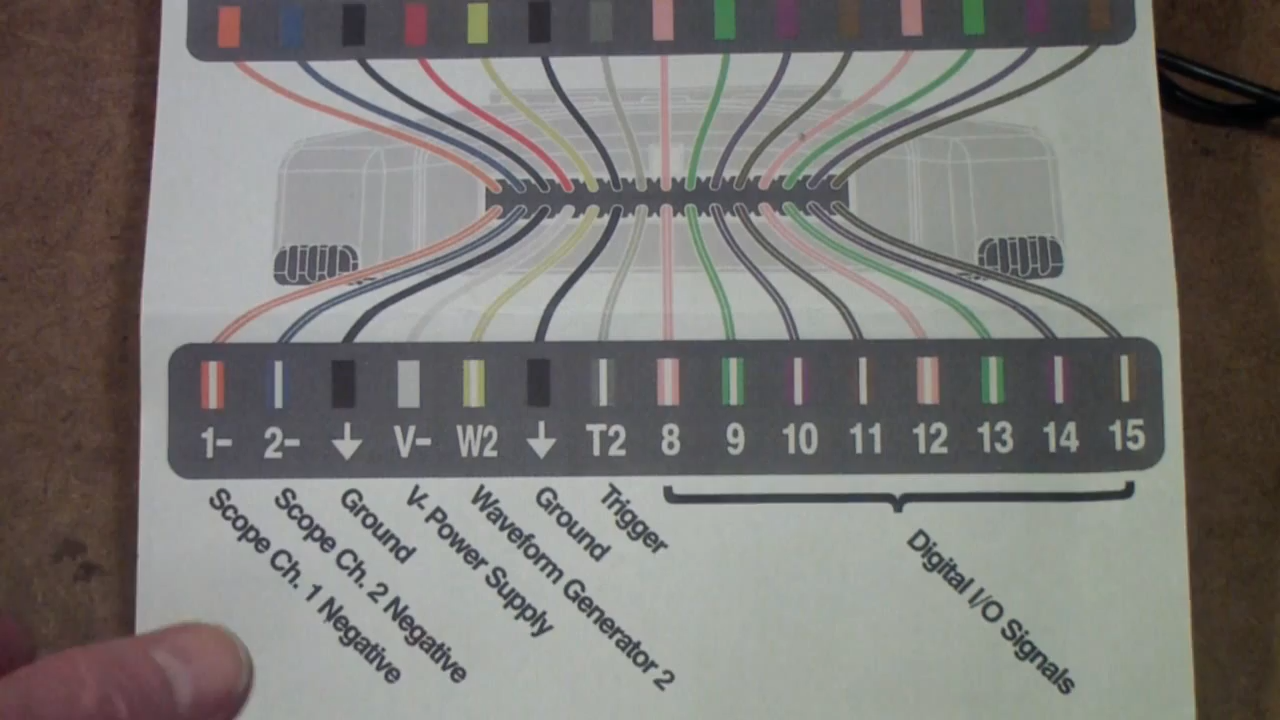 1- 2- V- W2 T2 8 9 10 11 12 13 14 15
Scope Ch. 1 Negative
Scope Ch. 2 Negative
Ground
V- Power Supply
Waveform Generator 2
Ground
Trigger
Digital I/O Signals